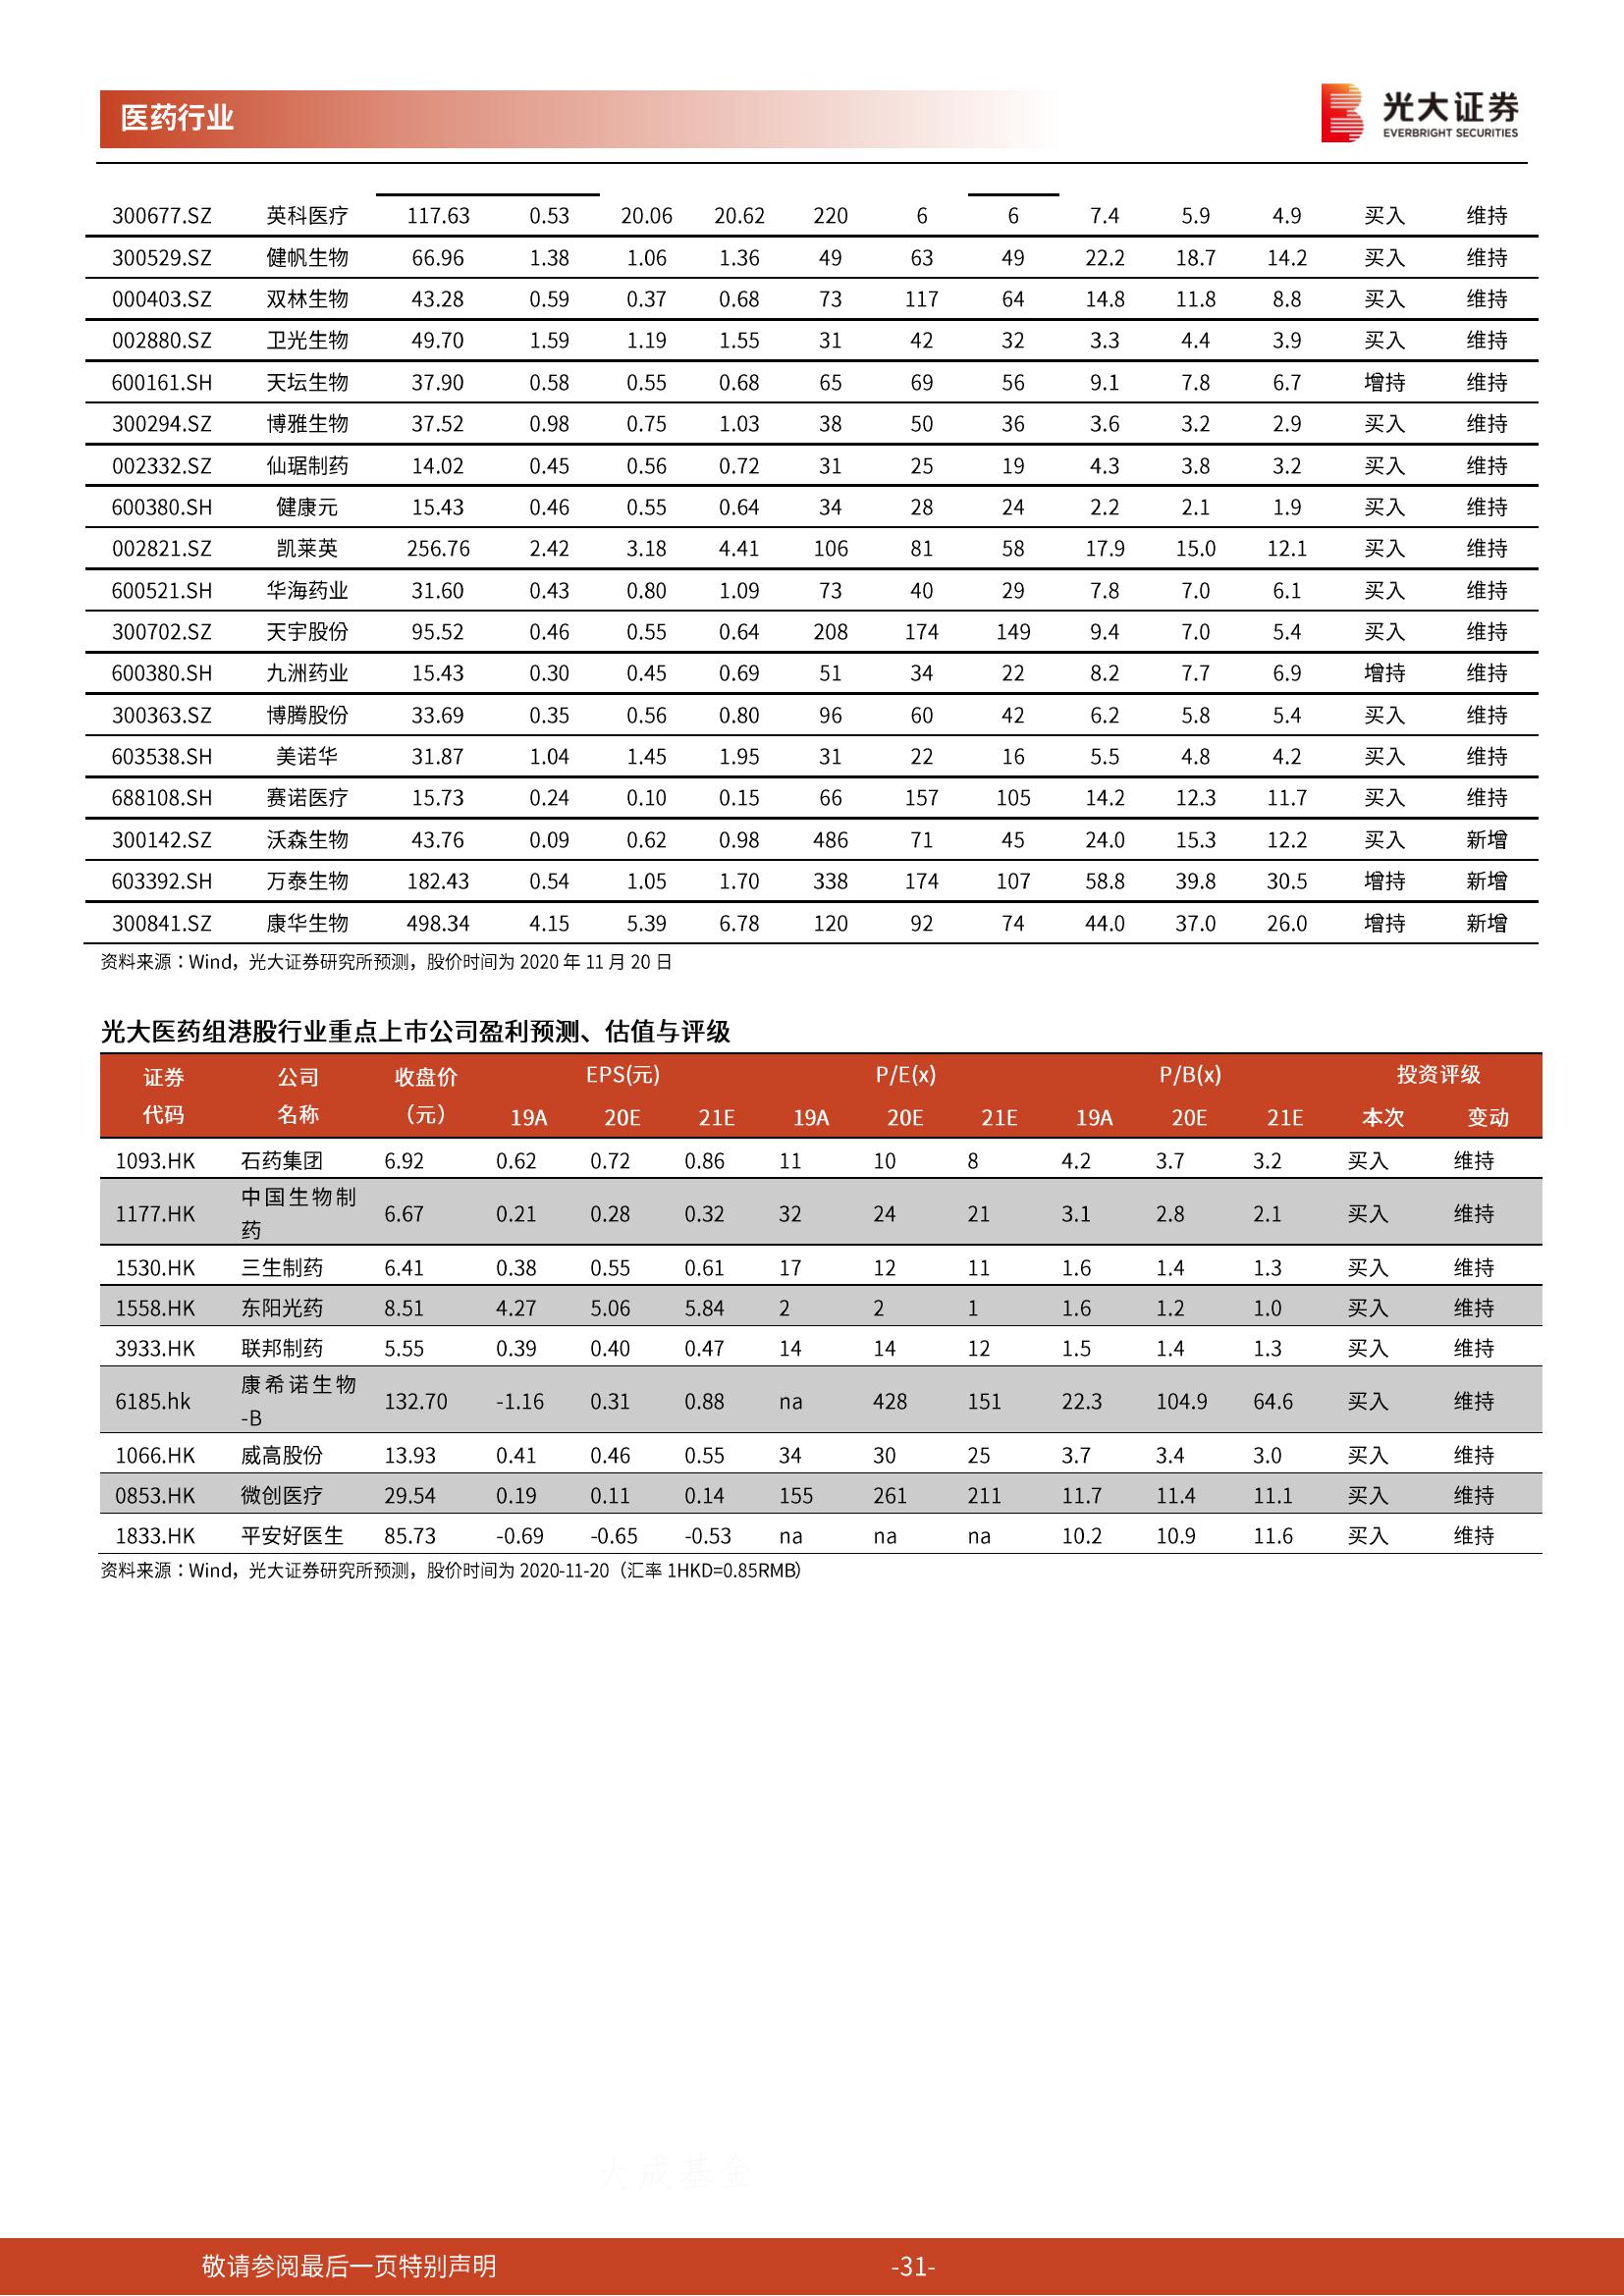 医药行业
光大证券
EVERBRIGHT SECURITIES
300677.SZ 英科医疗 117.63 0.53 20.06 20.62 220 6 6 7.4 5.9 4.9 买入 维持
300529.SZ 健帆生物 66.96 1.38 1.06 1.36 49 63 49 22.2 18.7 14.2 买入 维持
000403.SZ 双林生物 43.28 0.59 0.37 0.68 73 117 64 14.8 11.8 8.8 买入 维持
002880.SZ 卫光生物 49.70 1.59 1.19 1.55 31 42 32 3.3 4.4 3.9 买入 维持
600161.SH 天坛生物 37.90 0.58 0.55 0.68 65 69 56 9.1 7.8 6.7 增持 维持
300294.SZ 博雅生物 37.52 0.98 0.75 1.03 38 50 36 3.6 3.2 2.9 买入 维持
002332.SZ 仙琚制药 14.02 0.45 0.56 0.72 31 25 19 4.3 3.8 3.2 买入 维持
600380.SH 健康元 15.43 0.46 0.55 0.64 34 28 24 2.2 2.1 1.9 买入 维持
002821.SZ 凯莱英 256.76 2.42 3.18 4.41 106 81 58 17.9 15.0 12.1 买入 维持
600521.SH 华海药业 31.60 0.43 0.80 1.09 73 40 29 7.8 7.0 6.1 买入 维持
300702.SZ 天宇股份 95.52 0.46 0.55 0.64 208 174 149 9.4 7.0 5.4 买入 维持
600380.SH 九洲药业 15.43 0.30 0.45 0.69 51 34 22 8.2 7.7 6.9 增持 维持
300363.SZ 博腾股份 33.69 0.35 0.56 0.80 96 60 42 6.2 5.8 5.4 买入 维持
603538.SH 美诺华 31.87 1.04 1.45 1.95 31 22 16 5.5 4.8 4.2 买入 维持
688108.SH 赛诺医疗 15.73 0.24 0.10 0.15 66 157 105 14.2 12.3 11.7 买入 维持
300142.SZ 沃森生物 43.76 0.09 0.62 0.98 486 71 45 24.0 15.3 12.2 买入 新增
603392.SH 万泰生物 182.43 0.54 1.05 1.70 338 174 107 58.8 39.8 30.5 增持 新增
300841.SZ 康华生物 498.34 4.15 5.39 6.78 120 92 74 44.0 37.0 26.0 增持 新增
资料来源：Wind，光大证券研究所预测，股价时间为 2020 年 11 月 20 日
光大医药组港股行业重点上市公司盈利预测、估值与评级
证券 公司 收盘价 EPS(元) P/E(x) P/B(x) 投资评级
代码 名称 （元） 19A 20E 21E 19A 20E 21E 19A 20E 21E 本次 变动
1093.HK 石药集团 6.92 0.62 0.72 0.86 11 10 8 4.2 3.7 3.2 买入 维持
1177.HK 中国生物制 6.67 0.21 0.28 0.32 32 24 21 3.1 2.8 2.1 买入 维持
药
1530.HK 三生制药 6.41 0.38 0.55 0.61 17 12 11 1.6 1.4 1.3 买入 维持
1558.HK 东阳光药 8.51 4.27 5.06 5.84 2 2 1 1.6 1.2 1.0 买入 维持
3933.HK 联邦制药 5.55 0.39 0.40 0.47 14 14 12 1.5 1.4 1.3 买入 维持
6185.hk 康希诺生物 132.70 -1.16 0.31 0.88 na 428 151 22.3 104.9 64.6 买入 维持
-B
1066.HK 威高股份 13.93 0.41 0.46 0.55 34 30 25 3.7 3.4 3.0 买入 维持
0853.HK 微创医疗 29.54 0.19 0.11 0.14 155 261 211 11.7 11.4 11.1 买入 维持
1833.HK 平安好医生 85.73 -0.69 -0.65 -0.53 na na na 10.2 10.9 11.6 买入 维持
资料来源：Wind，光大证券研究所预测，股价时间为 2020-11-20（汇率 1HKD=0.85RMB）
大成基金
敬请参阅最后一页特别声明 -31-